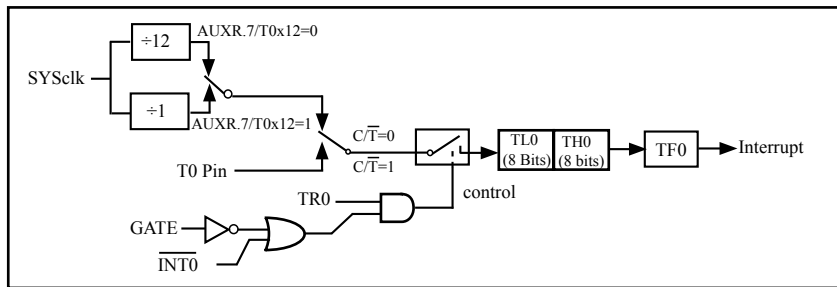 ÷12
AUXR.7/T0x12=0
SYSclk
÷1
AUXR.7/T0x12=1
C/T̅=0
C/T̅=1
T0 Pin
TL0
(8 Bits)
TH0
(8 bits)
TF0
Interrupt
control
TR0
GATE
I̅N̅T̅0̅